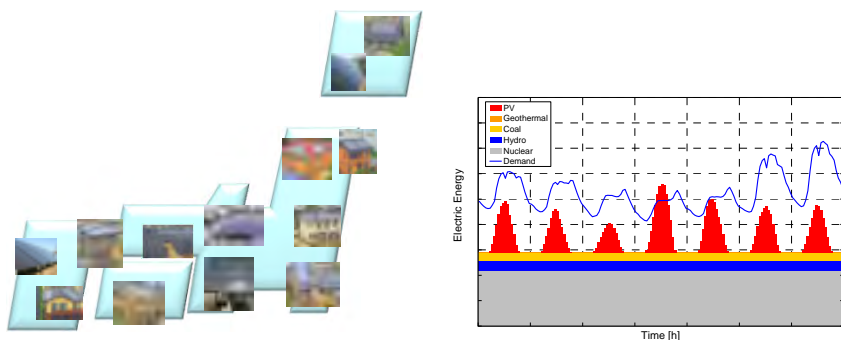 PV
Geothermal
Coal
Hydro
Nuclear
Demand
Electric Energy
Time [h]